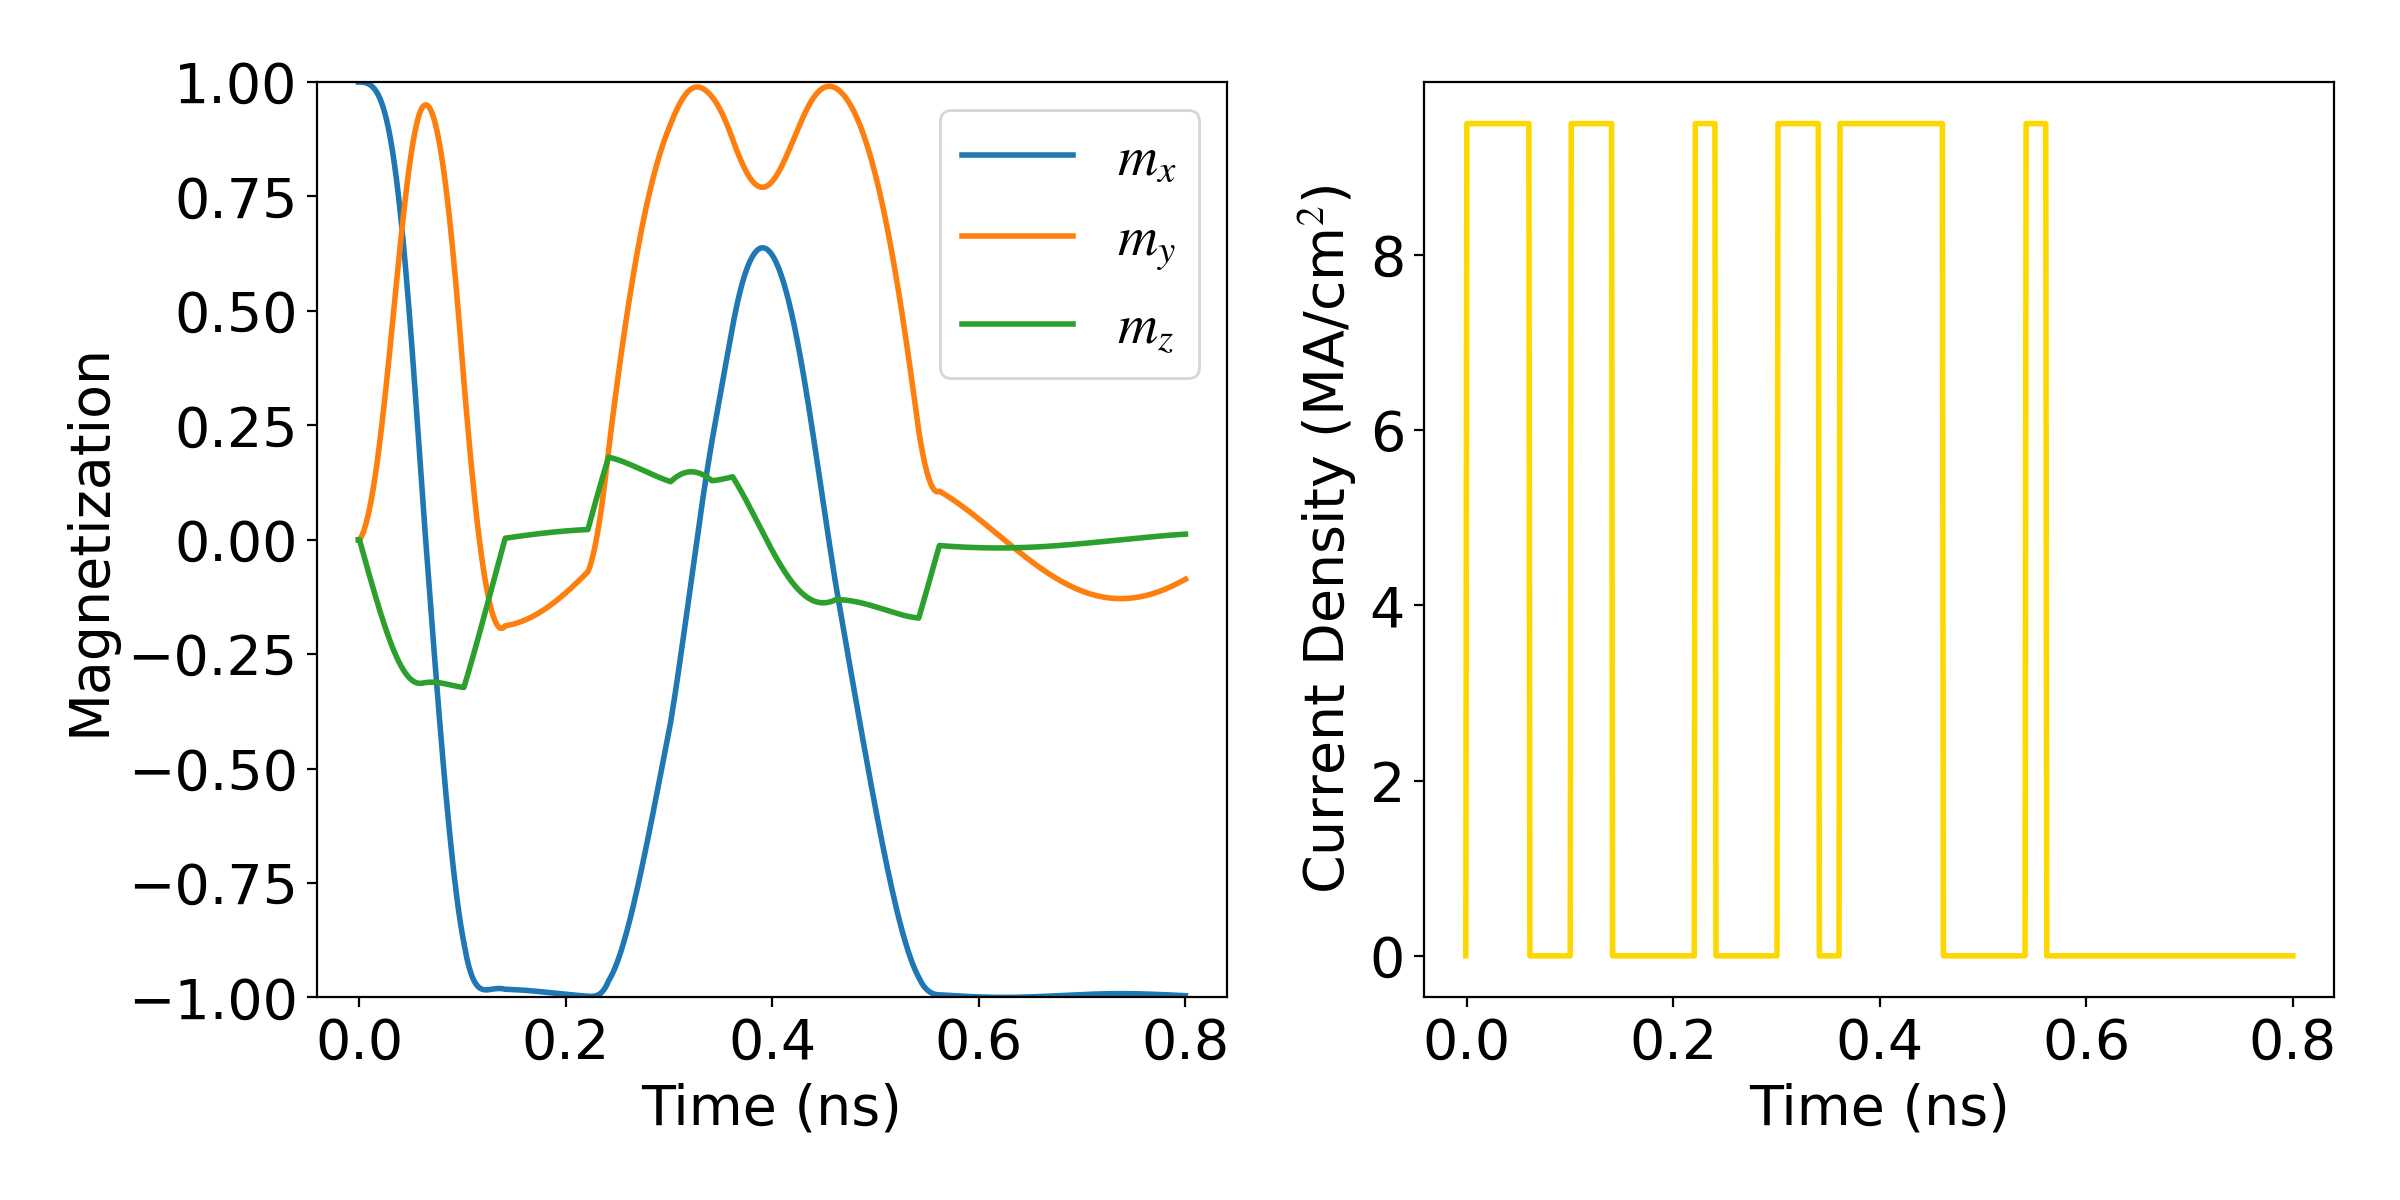 1.00
0.75
0.50
0.25
0.00
−0.25
−0.50
−0.75
−1.00
Magnetization
0.0 0.2 0.4 0.6 0.8
Time (ns)
m_x
m_y
m_z
8
6
4
2
0
Current Density (MA/cm²)
0.0 0.2 0.4 0.6 0.8
Time (ns)